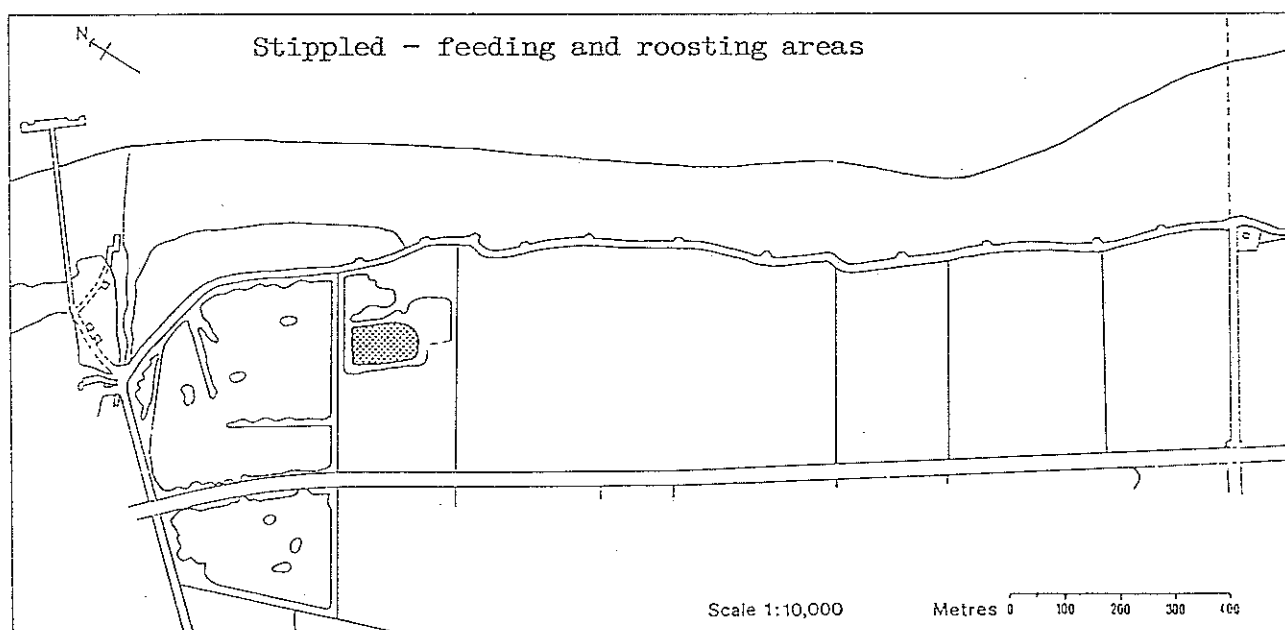 N
Stippled - feeding and roosting areas
Scale 1:10,000
Metres 0 100 200 300 400